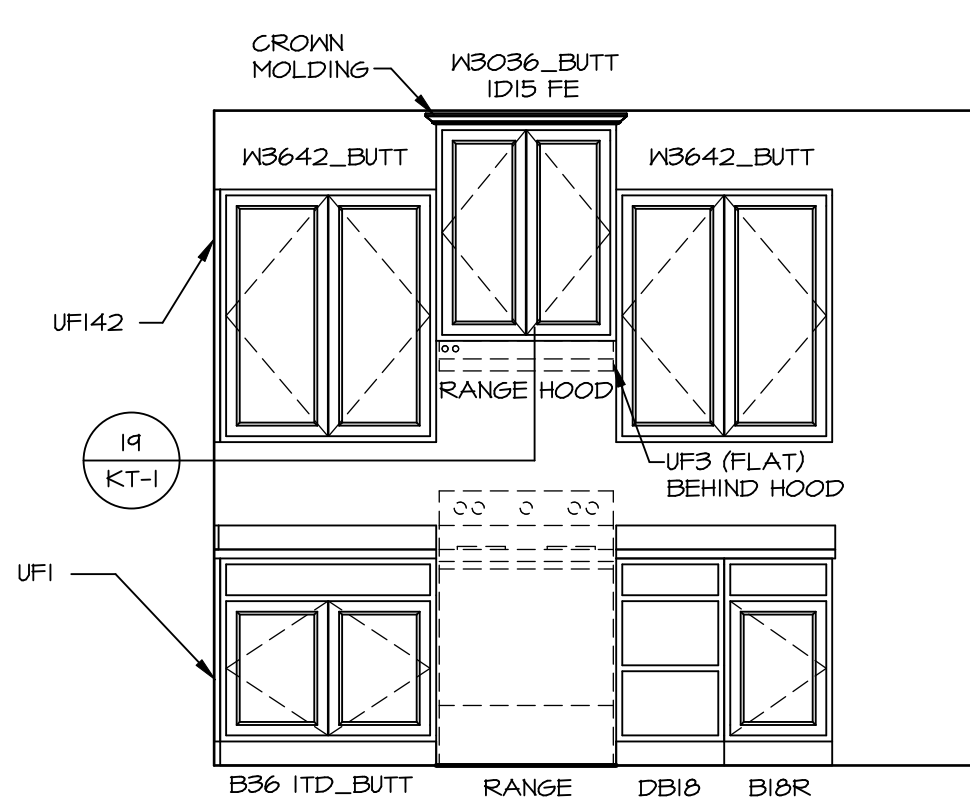 CROWN
MOLDING
W3036_BUTT
1D15 FE
W3642_BUTT
W3642_BUTT
UF142
RANGE HOOD
19
KT-1
UF3 (FLAT)
BEHIND HOOD
UF1
B36 1TD_BUTT
RANGE
DB18
B18R